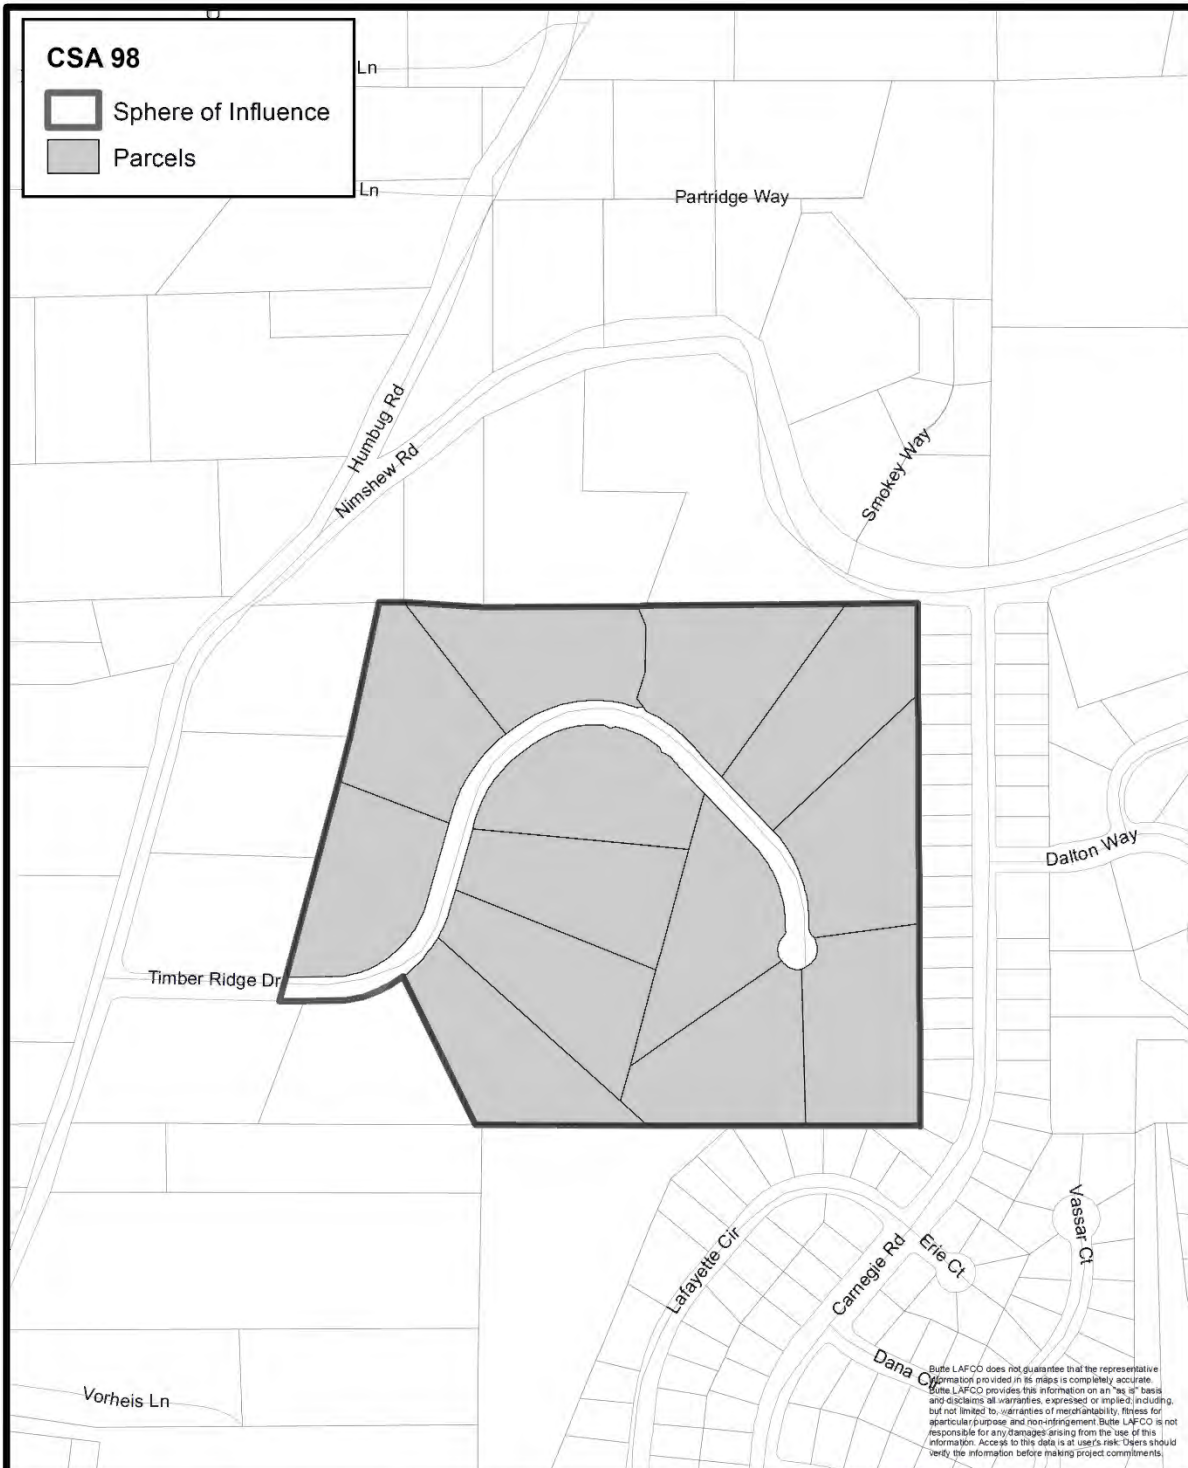 CSA 98
Sphere of Influence
Parcels
Ln
Ln
Partridge Way
Humbug Rd
Nimshew Rd
Smokey Way
Dalton Way
Timber Ridge Dr
Lafayette Cir
Carnegie Rd
Erie Ct
Vassar Ct
Dana Cir
Vorheis Ln
Butte LAFCO does not guarantee that the representative
information provided in its maps is completely accurate.
Butte LAFCO provides this information on an "as is" basis
and disclaims all warranties, expressed or implied, including,
but not limited to, warranties of merchantability, fitness for
aparticular purpose and non-infringement.Butte LAFCO is not
responsible for any damages arising from the use of this
information. Access to this data is at user's risk. Users should
verify the information before making project commitments.